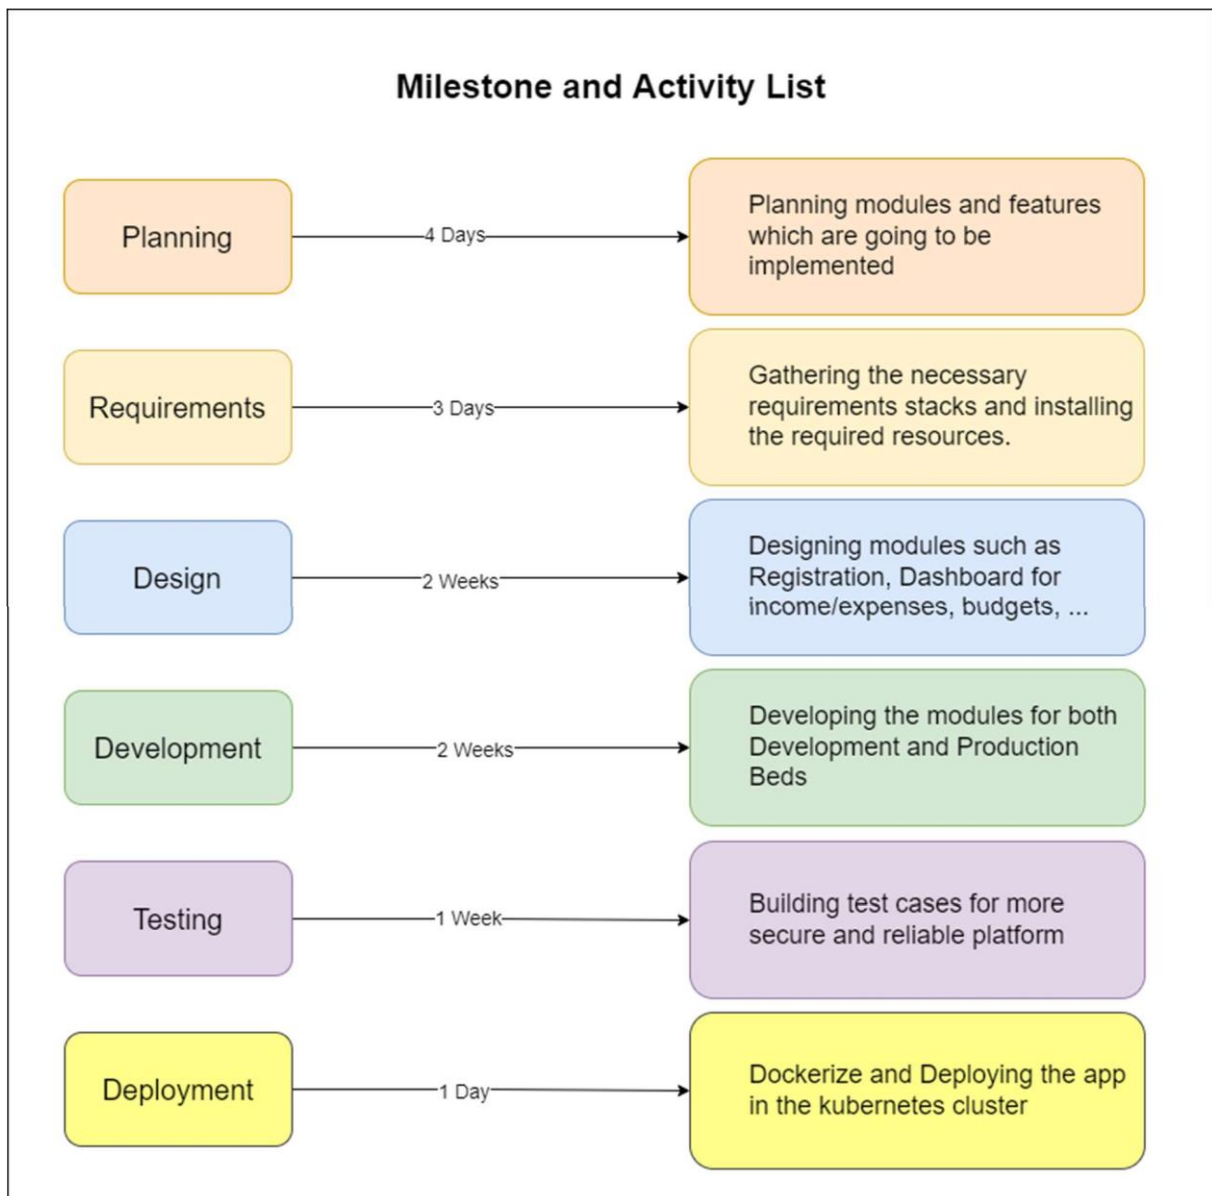 Milestone and Activity List
Planning
4 Days
Planning modules and features
which are going to be
implemented
Requirements
3 Days
Gathering the necessary
requirements stacks and installing
the required resources.
Design
2 Weeks
Designing modules such as
Registration, Dashboard for
income/expenses, budgets, ...
Development
2 Weeks
Developing the modules for both
Development and Production
Beds
Testing
1 Week
Building test cases for more
secure and reliable platform
Deployment
1 Day
Dockerize and Deploying the app
in the kubernetes cluster